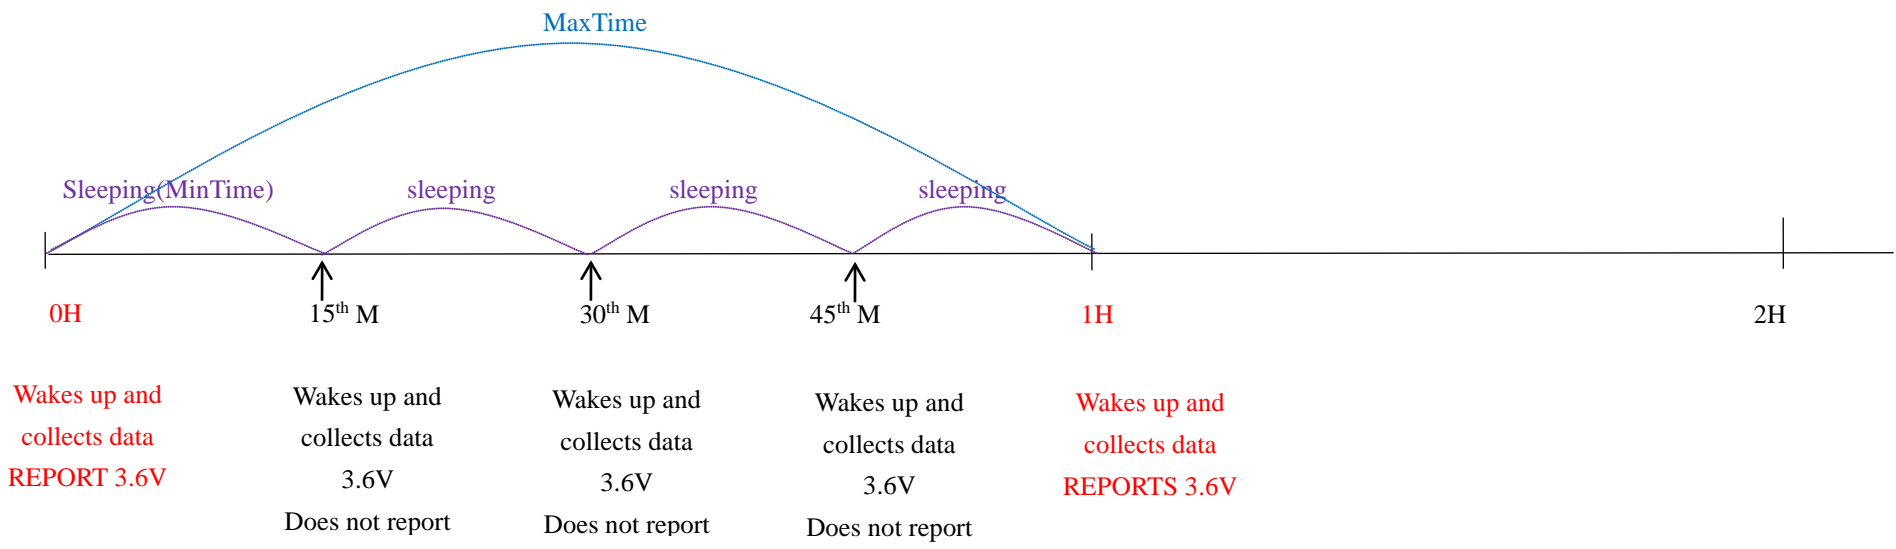 MaxTime
Sleeping(MinTime)
sleeping
sleeping
sleeping
0H
15th M
30th M
45th M
1H
2H
Wakes up and
collects data
REPORT 3.6V
Wakes up and
collects data
3.6V
Does not report
Wakes up and
collects data
3.6V
Does not report
Wakes up and
collects data
3.6V
Does not report
Wakes up and
collects data
REPORTS 3.6V